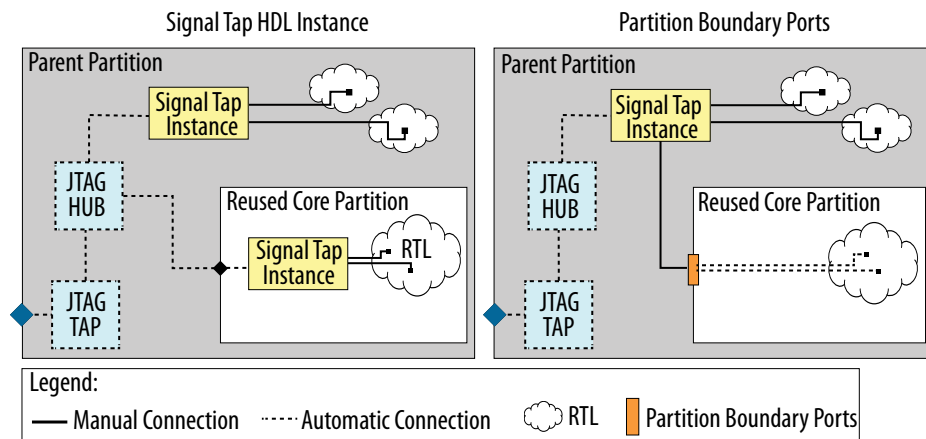 Signal Tap HDL Instance
Parent Partition
Signal Tap
Instance
JTAG
HUB
Reused Core Partition
Signal Tap
Instance
RTL
JTAG
TAP
Partition Boundary Ports
Parent Partition
Signal Tap
Instance
JTAG
HUB
Reused Core Partition
JTAG
TAP
Legend:
Manual Connection
Automatic Connection
RTL
Partition Boundary Ports